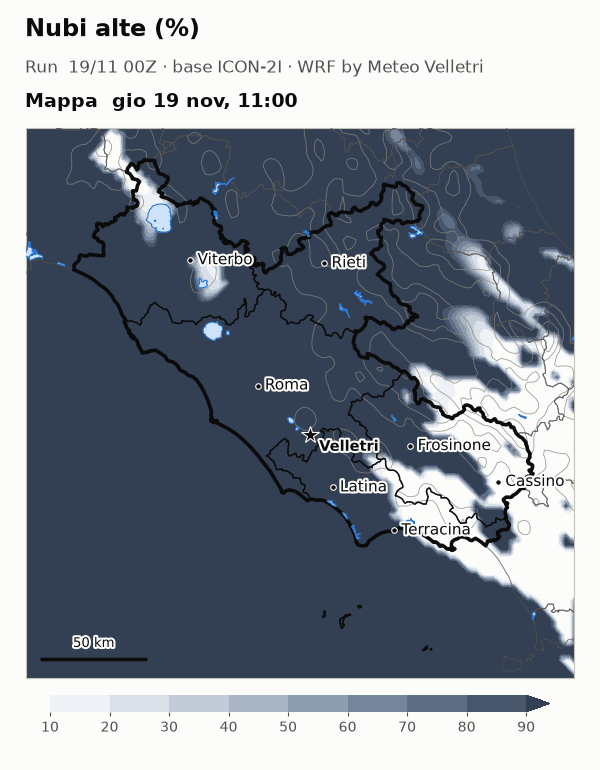 Nubi alte (%)
Run  19/11 00Z · base ICON-2I · WRF by Meteo Velletri
Mappa  gio 19 nov, 11:00
Viterbo
Rieti
Roma
Velletri
Frosinone
Cassino
Latina
Terracina
50 km
10 20 30 40 50 60 70 80 90